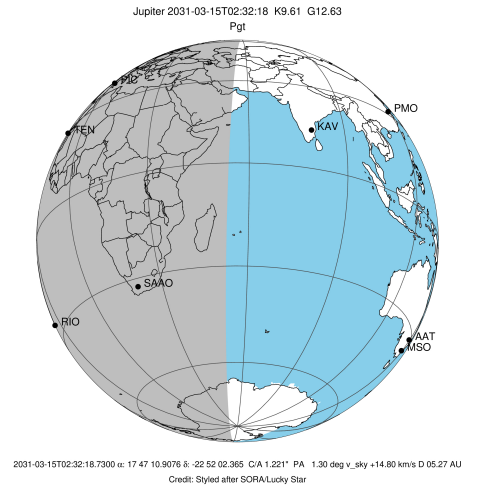 Jupiter 2031-03-15T02:32:18 K9.61 G12.63
Pgt
PIC
PMO
TEN
KAV
SAAO
RIO
AAT
MSO
2031-03-15T02:32:18.7300 α: 17 47 10.9076 δ: -22 52 02.365 C/A 1.221" PA 1.30 deg v_sky +14.80 km/s D 05.27 AU
Credit: Styled after SORA/Lucky Star